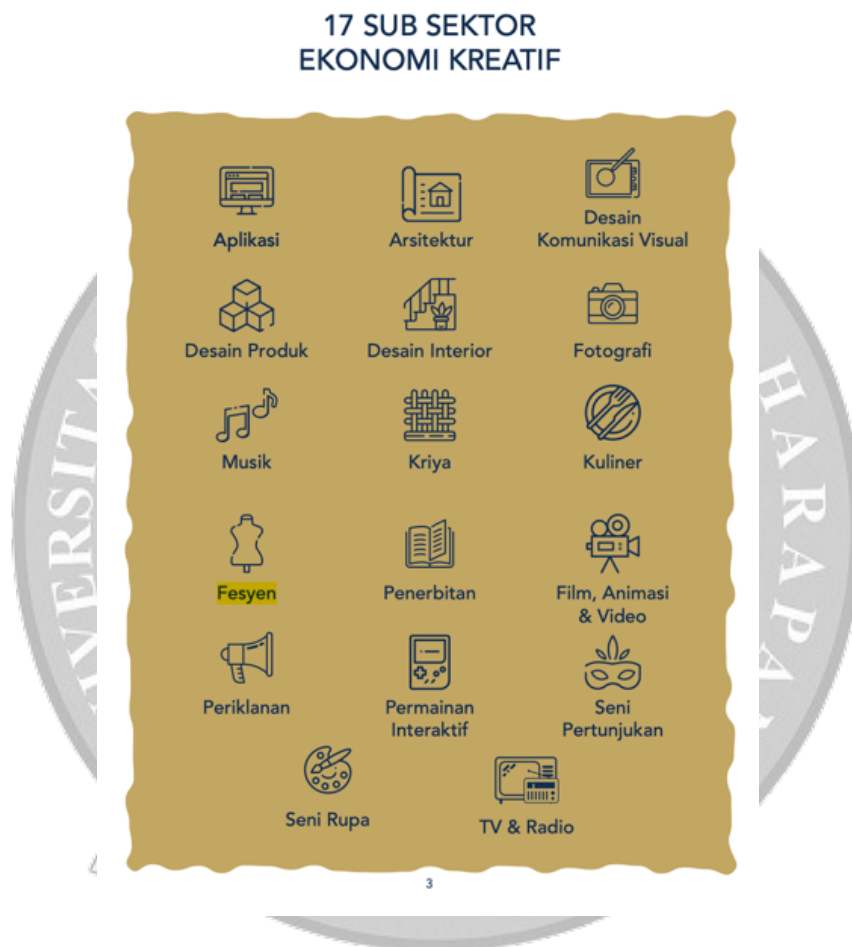 17 SUB SEKTOR
EKONOMI KREATIF
Aplikasi
Arsitektur
Desain
Komunikasi Visual
Desain Produk
Desain Interior
Fotografi
Musik
Kriya
Kuliner
Fesyen
Penerbitan
Film, Animasi
& Video
Periklanan
Permainan
Interaktif
Seni
Pertunjukan
Seni Rupa
TV & Radio
3